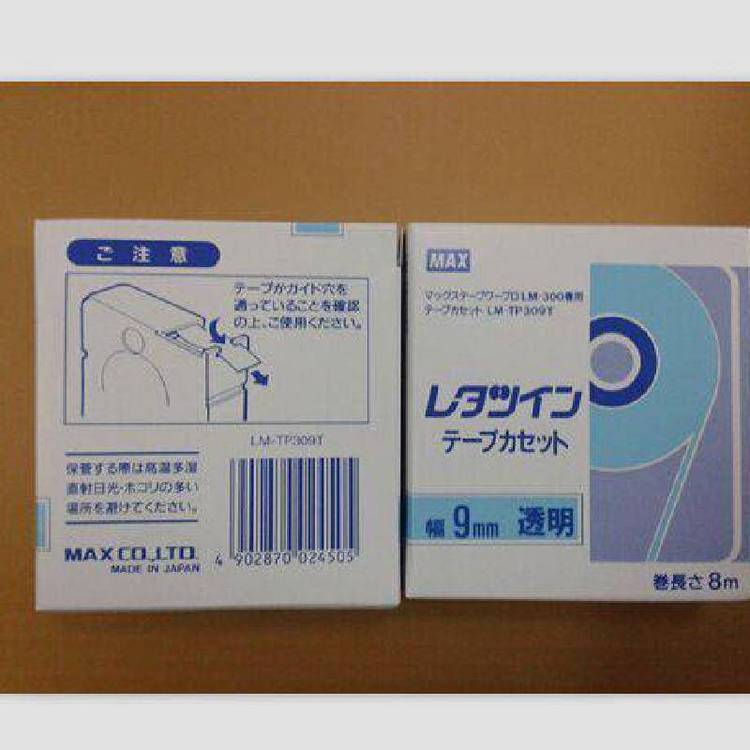 ご注意
テープがガイド穴を
通っていることを確認
の上、ご使用ください。
LM-TP309T
保管する際は高温多湿
直射日光・ホコリの多い
場所を避けてください。
MAX CO.,LTD.
MADE IN JAPAN
4 902870 024505
MAX
マックステープワープロLM-300専用
テープカセット LM-TP309T
レタツイン
テープカセット
幅 9mm 透明
巻長さ 8m